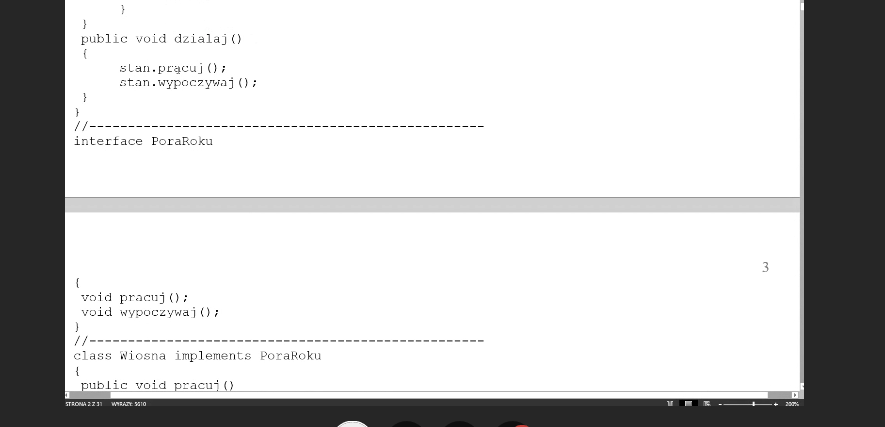 }
}
public void dzialaj()
{
stan.prącuj();
stan.wypoczywaj();
}
}
//---------------------------------------------------
interface PoraRoku
3
{
void pracuj();
void wypoczywaj();
}
//---------------------------------------------------
class Wiosna implements PoraRoku
{
public void pracuj()
STRONA 2 Z 31 WYRAZY: 5610
200%